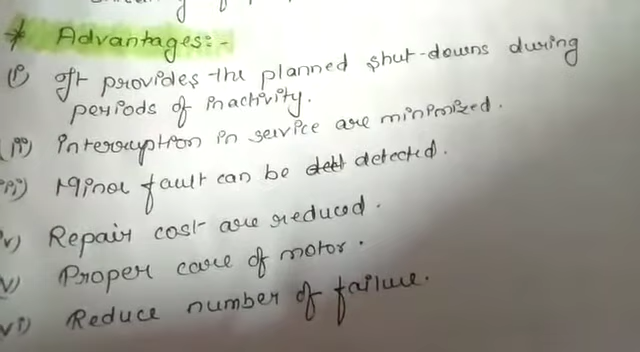 * Advantages:-
(i) It provides the planned shut-downs during
periods of inactivity.
(ii) interruption in service are minimized.
(iii) Minor fault can be detected.
iv) Repair cost are reduced.
v) Proper care of motor.
vi) Reduce number of failure.